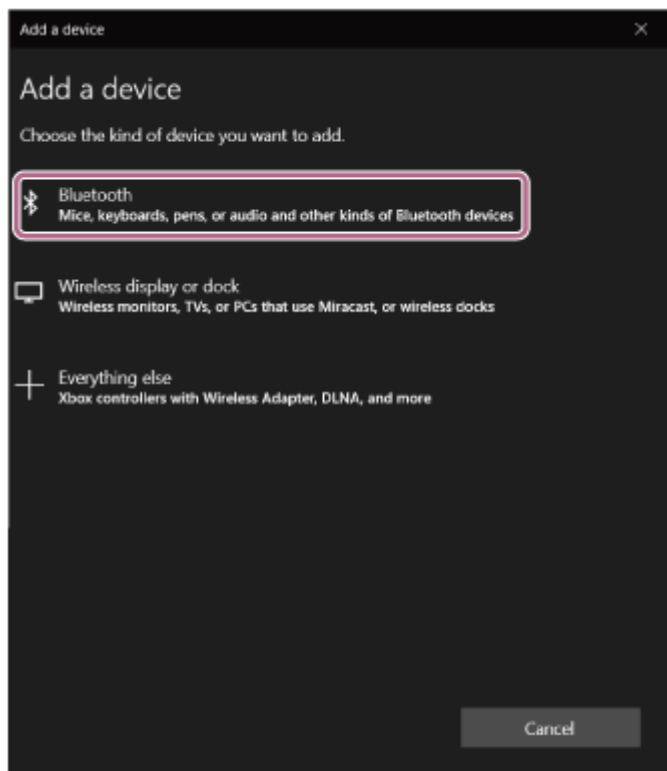 Add a device
Add a device
Choose the kind of device you want to add.
Bluetooth
Mice, keyboards, pens, or audio and other kinds of Bluetooth devices
Wireless display or dock
Wireless monitors, TVs, or PCs that use Miracast, or wireless docks
Everything else
Xbox controllers with Wireless Adapter, DLNA, and more
Cancel